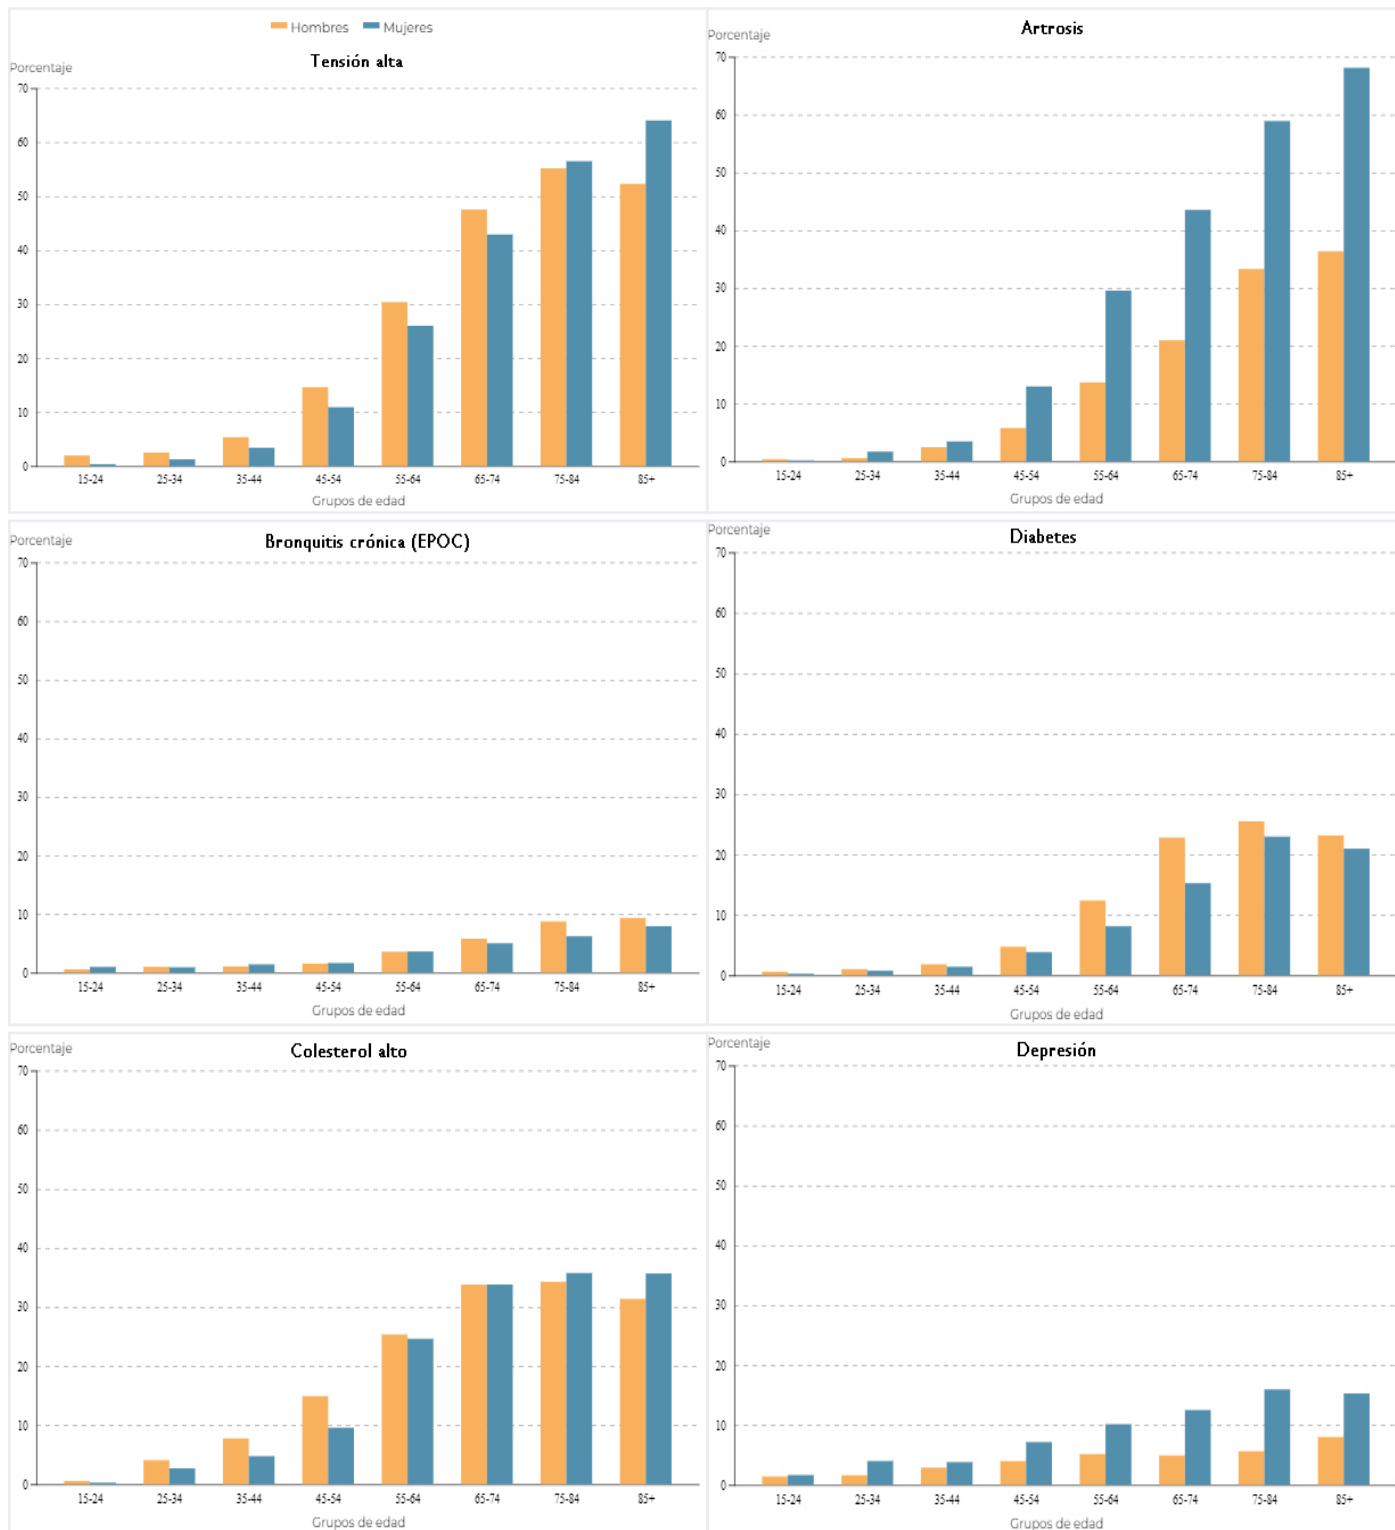 Hombres Mujeres
Tensión alta
Porcentaje
70
60
50
40
30
20
10
0
15-24 25-34 35-44 45-54 55-64 65-74 75-84 85+
Grupos de edad
Artrosis
Porcentaje
70
60
50
40
30
20
10
0
15-24 25-34 35-44 45-54 55-64 65-74 75-84 85+
Grupos de edad
Bronquitis crónica (EPOC)
Porcentaje
70
60
50
40
30
20
10
0
15-24 25-34 35-44 45-54 55-64 65-74 75-84 85+
Grupos de edad
Diabetes
Porcentaje
70
60
50
40
30
20
10
0
15-24 25-34 35-44 45-54 55-64 65-74 75-84 85+
Grupos de edad
Colesterol alto
Porcentaje
70
60
50
40
30
20
10
0
15-24 25-34 35-44 45-54 55-64 65-74 75-84 85+
Grupos de edad
Depresión
Porcentaje
70
60
50
40
30
20
10
0
15-24 25-34 35-44 45-54 55-64 65-74 75-84 85+
Grupos de edad